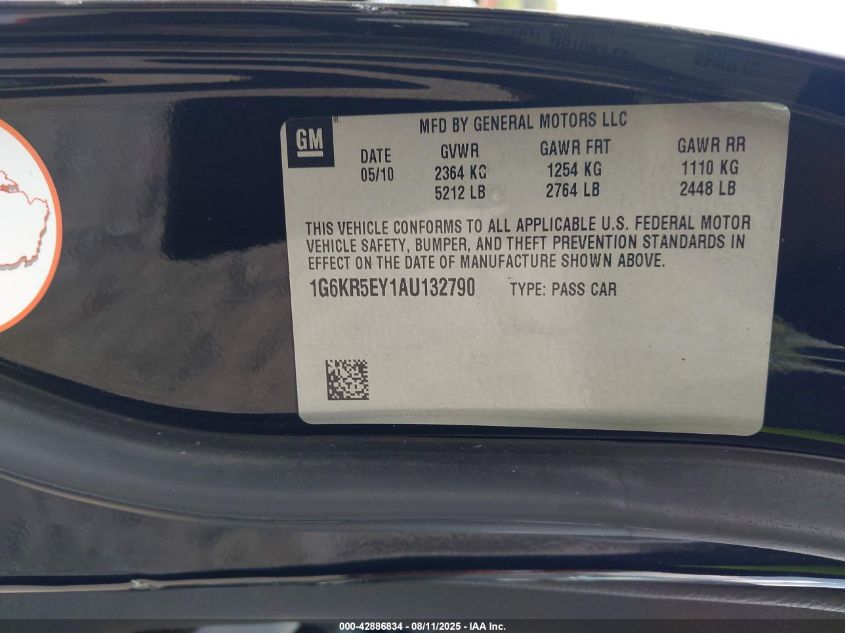 GM
MFD BY GENERAL MOTORS LLC
DATE GVWR GAWR FRT GAWR RR
05/10 2364 KG 1254 KG 1110 KG
5212 LB 2764 LB 2448 LB
THIS VEHICLE CONFORMS TO ALL APPLICABLE U.S. FEDERAL MOTOR
VEHICLE SAFETY, BUMPER, AND THEFT PREVENTION STANDARDS IN
EFFECT ON THE DATE OF MANUFACTURE SHOWN ABOVE.
1G6KR5EY1AU132790 TYPE: PASS CAR
000-42886834 - 08/11/2025 - IAA Inc.